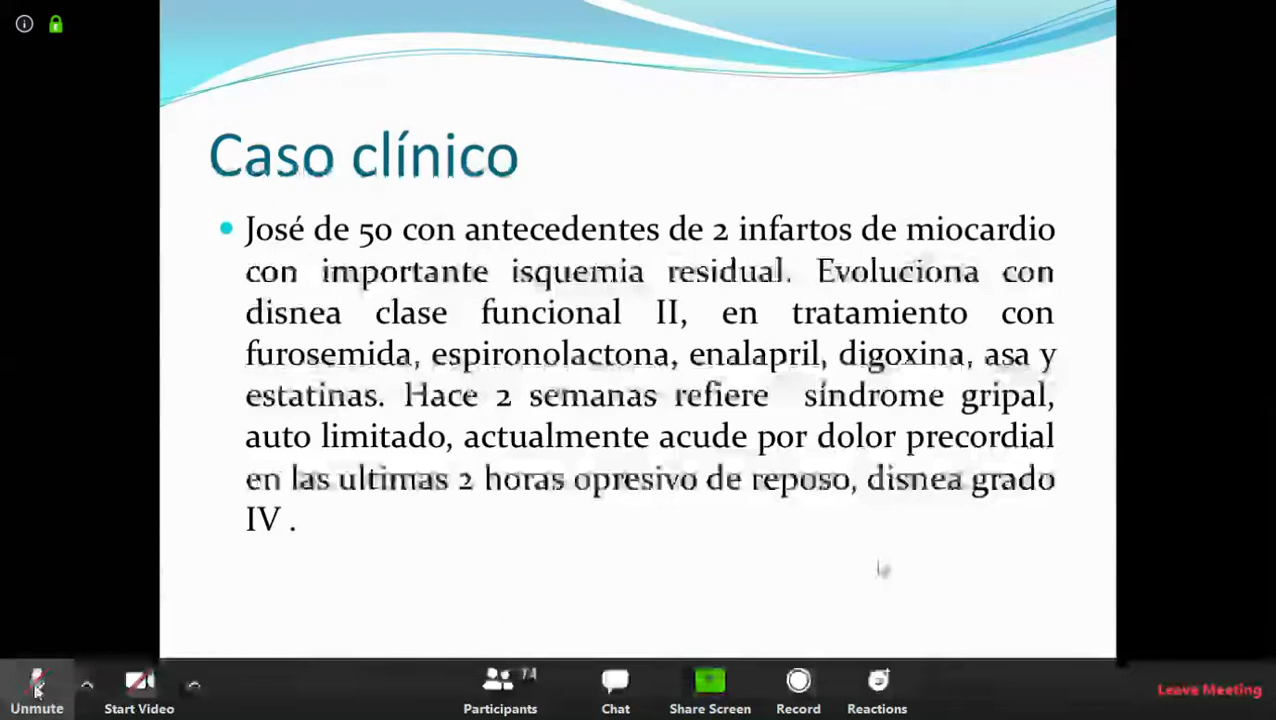 Caso clínico
José de 50 con antecedentes de 2 infartos de miocardio
con importante isquemia residual. Evoluciona con
disnea clase funcional II, en tratamiento con
furosemida, espironolactona, enalapril, digoxina, asa y
estatinas. Hace 2 semanas refiere síndrome gripal,
auto limitado, actualmente acude por dolor precordial
en las ultimas 2 horas opresivo de reposo, disnea grado
IV .
74
Unmute
Start Video
Participants
Chat
Share Screen
Record
Reactions
Leave Meeting